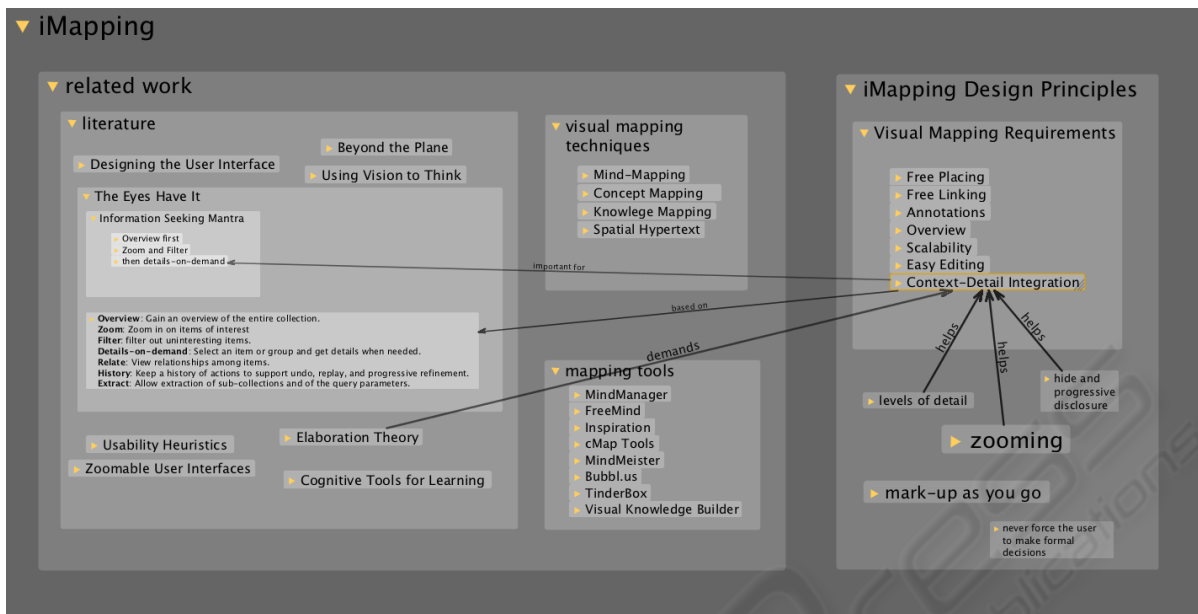 iMapping
related work
literature
Designing the User Interface
Beyond the Plane
Using Vision to Think
The Eyes Have It
Information Seeking Mantra
Overview first
Zoom and Filter
then details-on-demand
Overview: Gain an overview of the entire collection.
Zoom: Zoom in on items of interest
Filter: filter out uninteresting items.
Details-on-demand: Select an item or group and get details when needed.
Relate: View relationships among items.
History: Keep a history of actions to support undo, replay, and progressive refinement.
Extract: Allow extraction of sub-collections and of the query parameters.
Usability Heuristics
Elaboration Theory
Zoomable User Interfaces
Cognitive Tools for Learning
visual mapping
techniques
Mind-Mapping
Concept Mapping
Knowlege Mapping
Spatial Hypertext
important for
based on
demands
mapping tools
MindManager
FreeMind
Inspiration
cMap Tools
MindMeister
Bubbl.us
TinderBox
Visual Knowledge Builder
iMapping Design Principles
Visual Mapping Requirements
Free Placing
Free Linking
Annotations
Overview
Scalability
Easy Editing
Context-Detail Integration
helps
helps
helps
levels of detail
hide and
progressive
disclosure
zooming
mark-up as you go
never force the user
to make formal
decisions